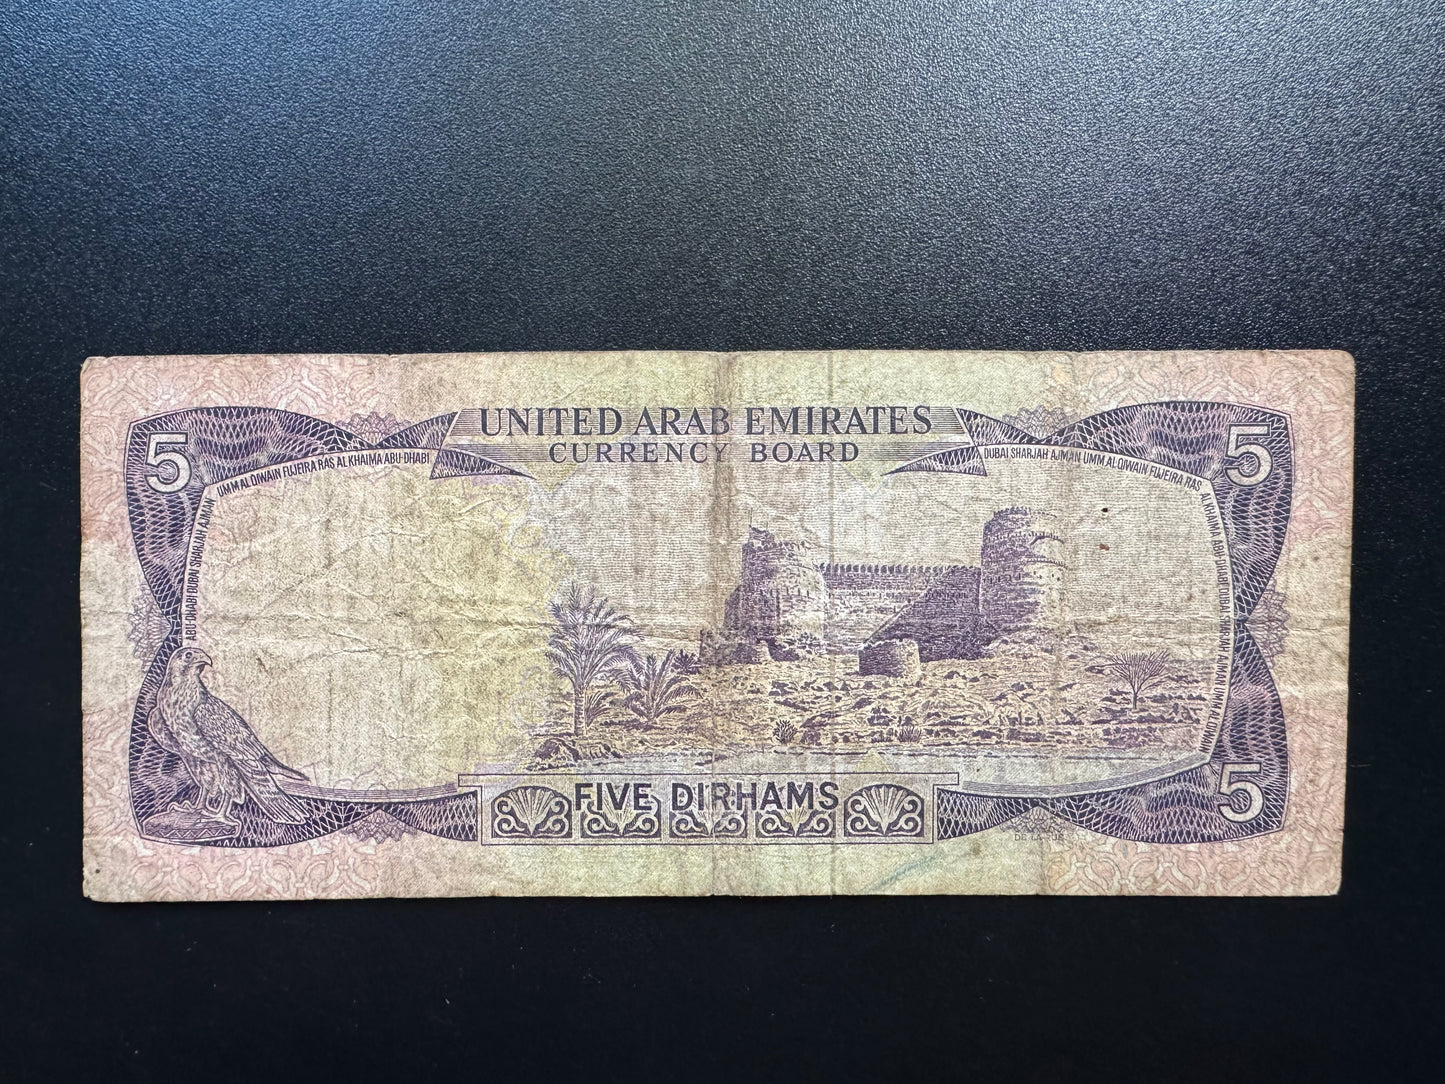 UNITED ARAB EMIRATES
CURRENCY BOARD
5
5
ABU-DHABI DUBAI SHARJAH AJMAN UMM AL QIWAIN FUJEIRA RAS AL KHAIMA ABU-DHABI
DUBAI SHARJAH AJMAN UMM AL QIWAIN FUJEIRA RAS AL KHAIMA ABU-DHABI DUBAI SHARJAH AJMAN UMM AL QIWAIN
5
FIVE DIRHAMS